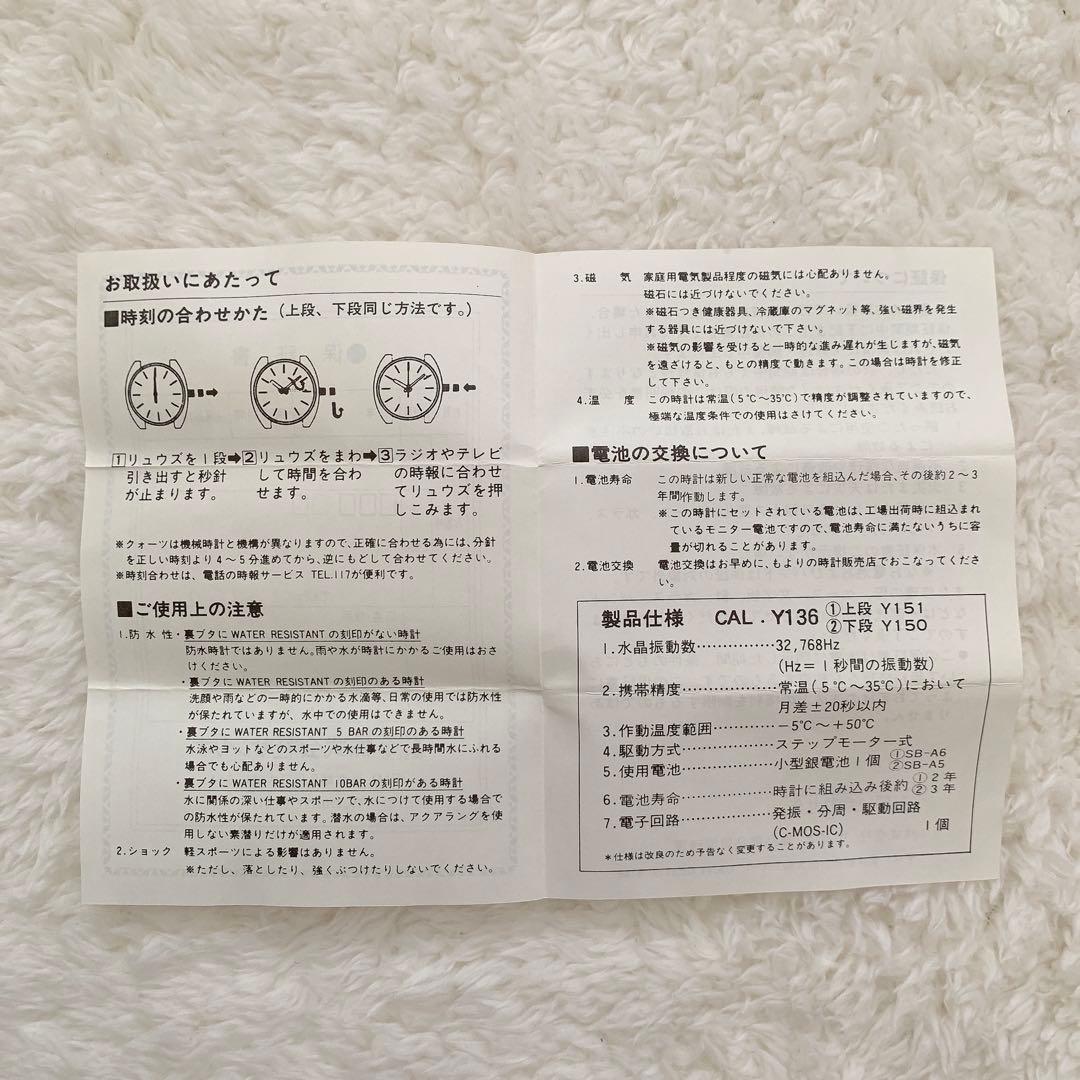 お取扱いにあたって
■時刻の合わせかた（上段、下段同じ方法です。）
1リュウズを1段➡2リュウズをまわ➡3ラジオやテレビ
引き出すと秒針 して時間を合わ の時報に合わせ
が止まります。 せます。 てリュウズを押
しこみます。
※クォーツは機械時計と機構が異なりますので、正確に合わせる為には、分針
を正しい時刻より4～5分進めてから、逆にもどして合わせてください。
※時刻合わせは、電話の時報サービス TEL.117が便利です。
■ご使用上の注意
1.防水性・裏ブタに WATER RESISTANTの刻印がない時計
防水時計ではありません。雨や水が時計にかかるご使用はおさ
けください。
・裏ブタに WATER RESISTANTの刻印のある時計
洗顔や雨などの一時的にかかる水滴等、日常の使用では防水性
が保たれていますが、水中での使用はできません。
・裏ブタに WATER RESISTANT 5 BARの刻印のある時計
水泳やヨットなどのスポーツや水仕事などで長時間水にふれる
場合でも心配ありません。
・裏ブタに WATER RESISTANT 10BARの刻印がある時計
水に関係の深い仕事やスポーツで、水につけて使用する場合で
の防水性が保たれています。潜水の場合は、アクアラングを使
用しない素潜りだけが適用されます。
2.ショック 軽スポーツによる影響はありません。
※ただし、落としたり、強くぶつけたりしないでください。
3.磁 気 家庭用電気製品程度の磁気には心配ありません。
磁石には近づけないでください。
※磁石つき健康器具、冷蔵庫のマグネット等、強い磁界を発生
する器具には近づけないで下さい。
※磁気の影響を受けると一時的な進み遅れが生じますが、磁気
を遠ざけると、もとの精度で動きます。この場合は時計を修正
して下さい。
4.温 度 この時計は常温（5℃～35℃）で精度が調整されていますので、
極端な温度条件での使用はさけてください。
■電池の交換について
1.電池寿命 この時計は新しい正常な電池を組込んだ場合、その後約2～3
年間作動します。
※この時計にセットされている電池は、工場出荷時に組込まれ
ているモニター電池ですので、電池寿命に満たないうちに容
量が切れることがあります。
2.電池交換 電池交換はお早めに、もよりの時計販売店でおこなってくださ
い。
製品仕様 CAL．Y136 ①上段 Y151
②下段 Y150
1.水晶振動数……………32,768Hz
（Hz＝1秒間の振動数）
2.携帯精度………………常温（5℃～35℃）において
月差±20秒以内
3.作動温度範囲…………－5℃～＋50℃
4.駆動方式………………ステップモーター式
5.使用電池………………小型銀電池1個 ①SB-A6
②SB-A5
6.電池寿命………………時計に組み込み後約 ①2年
②3年
7.電子回路………………発振・分周・駆動回路
（C-MOS-IC） 1個
＊仕様は改良のため予告なく変更することがあります。